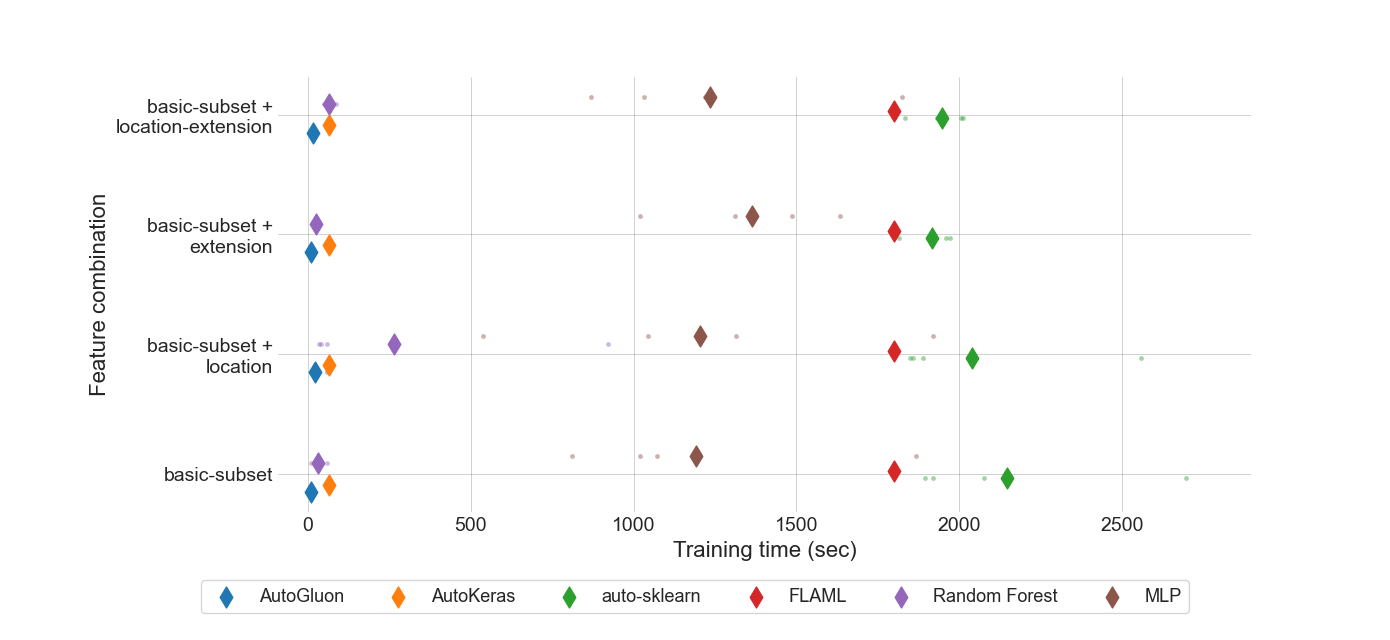 basic-subset +
location-extension
basic-subset +
extension
basic-subset +
location
basic-subset
Feature combination
0 500 1000 1500 2000 2500
Training time (sec)
AutoGluon AutoKeras auto-sklearn FLAML Random Forest MLP